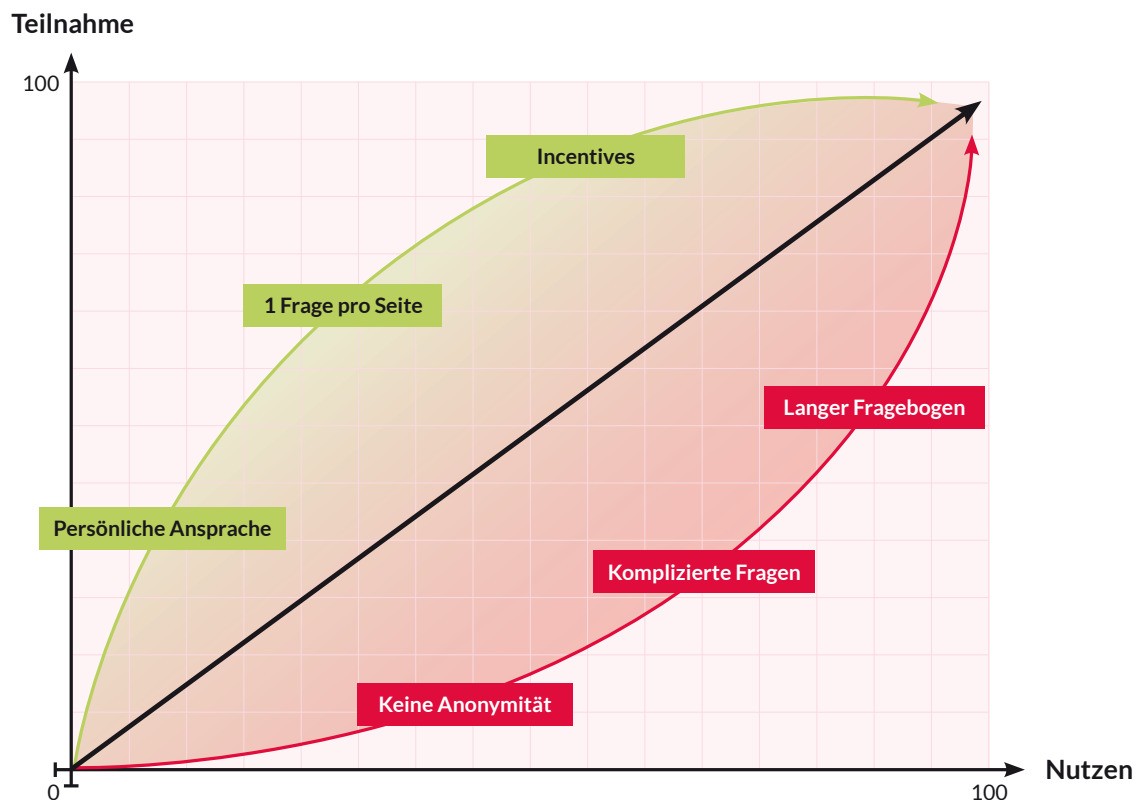 Teilnahme
100
Incentives
1 Frage pro Seite
Langer Fragebogen
Persönliche Ansprache
Komplizierte Fragen
Keine Anonymität
Nutzen
0
100